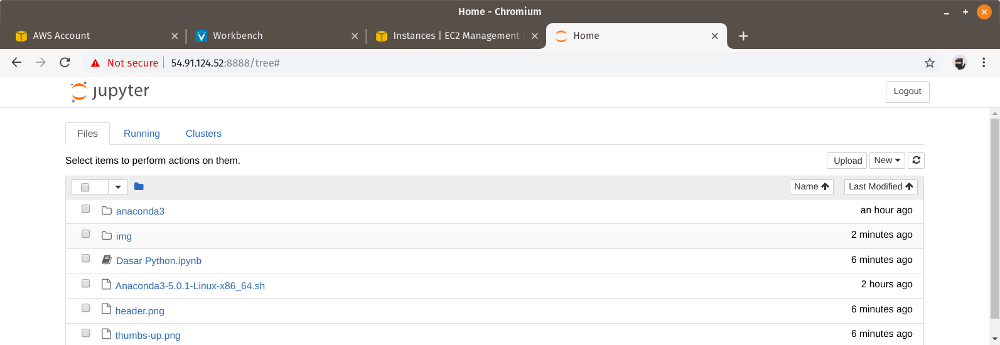 Home - Chromium
AWS Account Workbench Instances | EC2 Management Home
Not secure 54.91.124.52:8888/tree#
jupyter Logout
Files Running Clusters
Select items to perform actions on them. Upload New
Name Last Modified
anaconda3 an hour ago
img 2 minutes ago
Dasar Python.ipynb 6 minutes ago
Anaconda3-5.0.1-Linux-x86_64.sh 2 hours ago
header.png 6 minutes ago
thumbs-up.png 6 minutes ago